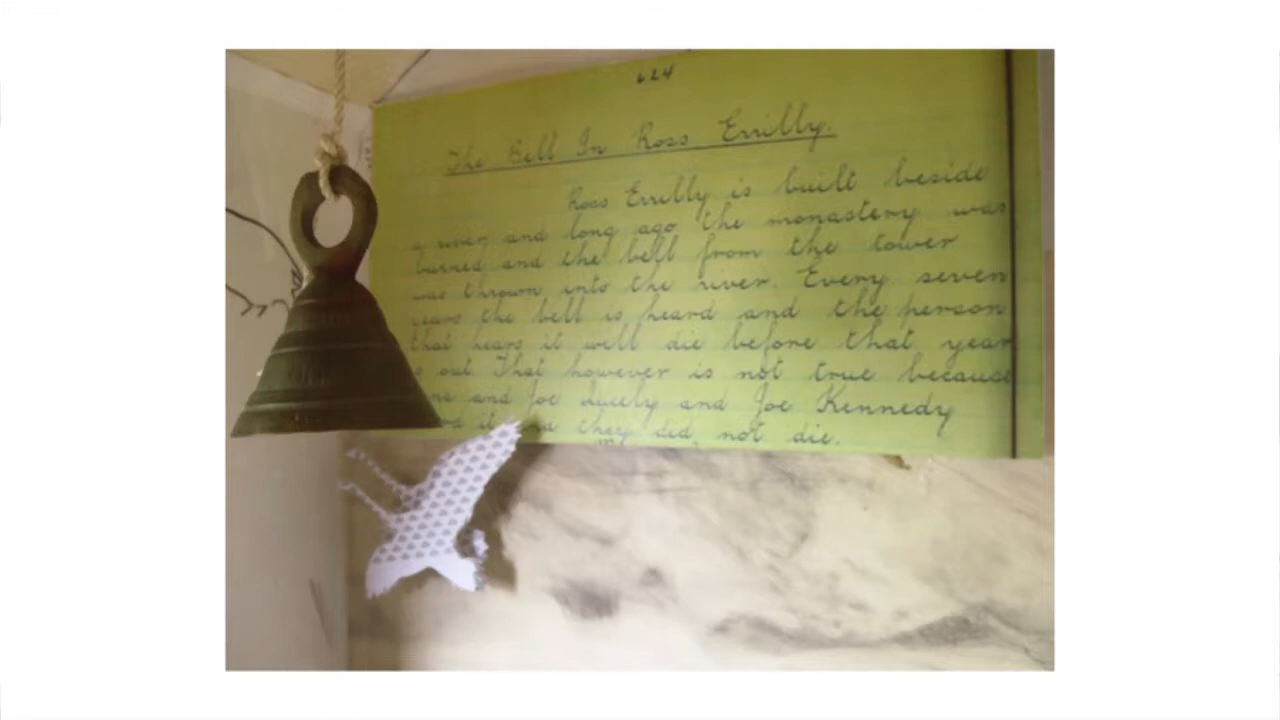 624
The Bell In Ross Errilly.
Ross Errilly is built beside
a river and long ago the monastery was
burned and the bell from the tower
was thrown into the river. Every seven
years the bell is heard and the person
that hears it will die before that year
is out. That however is not true because
and Joe and Joe Kennedy
it they did not die.